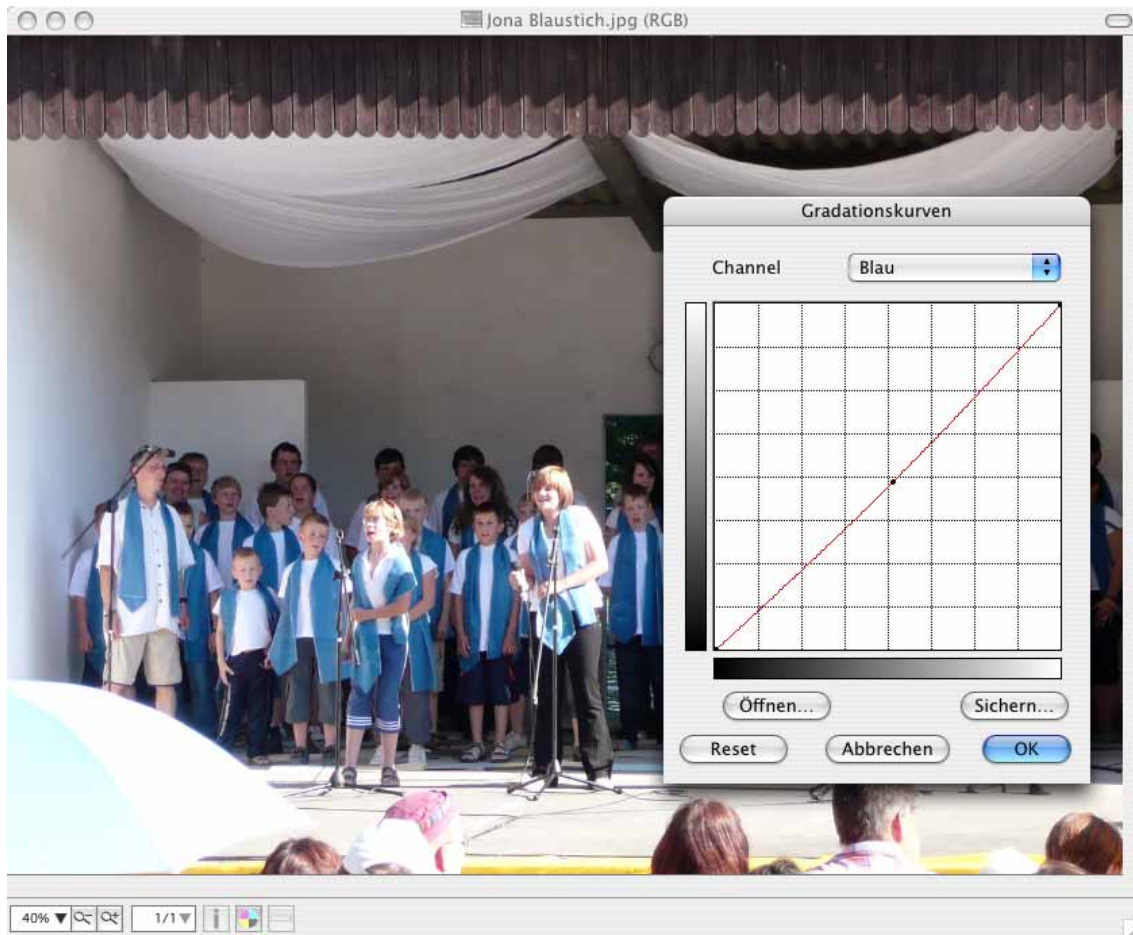 Jona Blaustich.jpg (RGB)
Gradationskurven
Channel Blau
Öffnen... Sichern...
Reset Abbrechen OK
40% 1/1